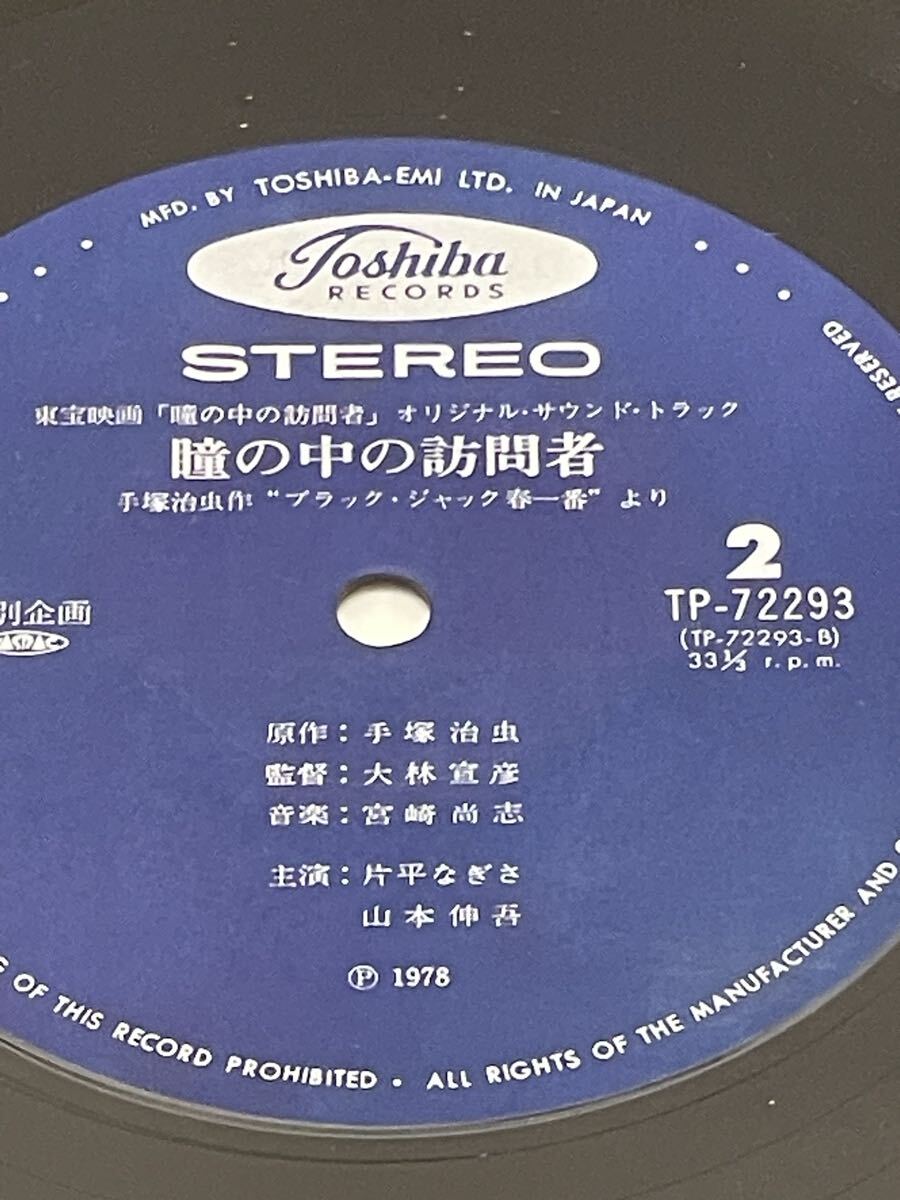 MFD. BY TOSHIBA-EMI LTD. IN JAPAN
Toshiba
RECORDS
STEREO
東宝映画「瞳の中の訪問者」オリジナル・サウンド・トラック
瞳の中の訪問者
手塚治虫作“ブラック・ジャック春一番”より
2
TP-72293
(TP-72293-B)
33⅓ r.p.m.
別企画
JASRAC
原作:手塚治虫
監督:大林宣彦
音楽:宮崎尚志
主演:片平なぎさ
山本伸吾
Ⓟ 1978
OF THIS RECORD PROHIBITED • ALL RIGHTS OF THE MANUFACTURER AND
RESERVED